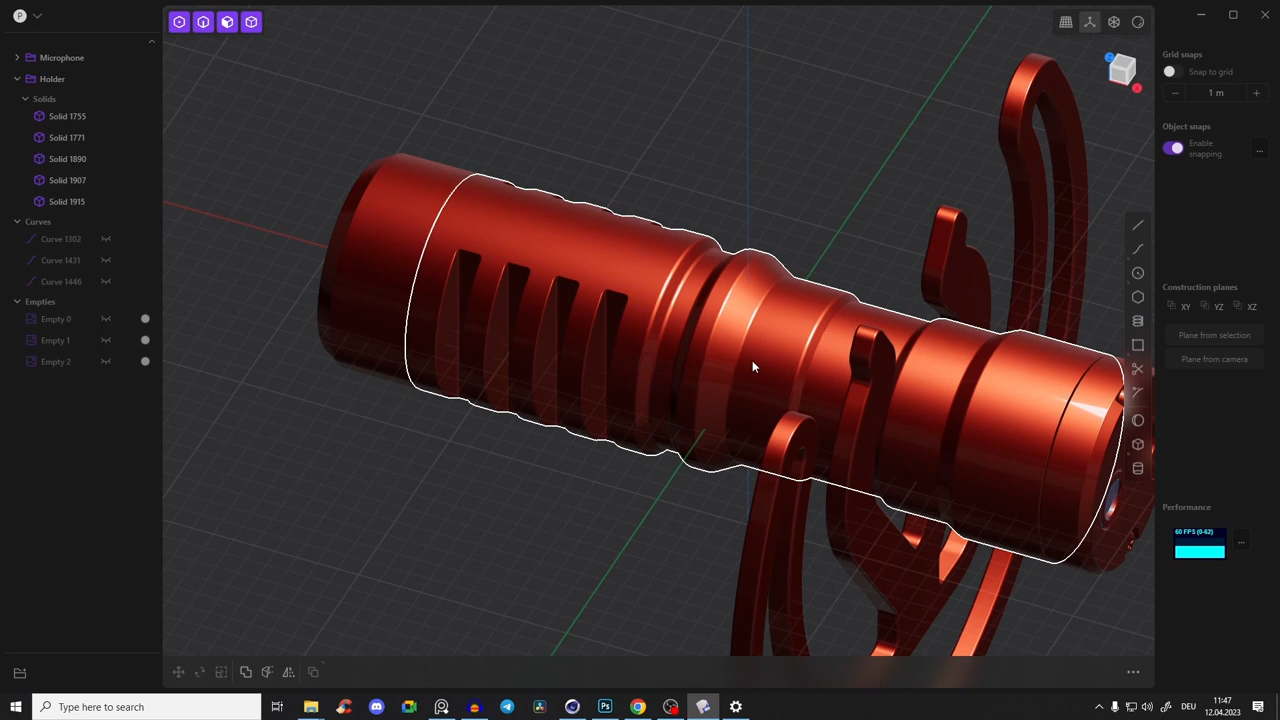 P
Microphone
Holder
Solids
Solid 1755
Solid 1771
Solid 1890
Solid 1907
Solid 1915
Curves
Curve 1302
Curve 1431
Curve 1446
Empties
Empty 0
Empty 1
Empty 2
Grid snaps
Snap to grid
1 m
Object snaps
Enable
snapping
...
Construction planes
XY YZ XZ
Plane from selection
Plane from camera
Performance
60 FPS (0-62)
...
Type here to search
Ps
DEU
11:47
12.04.2023